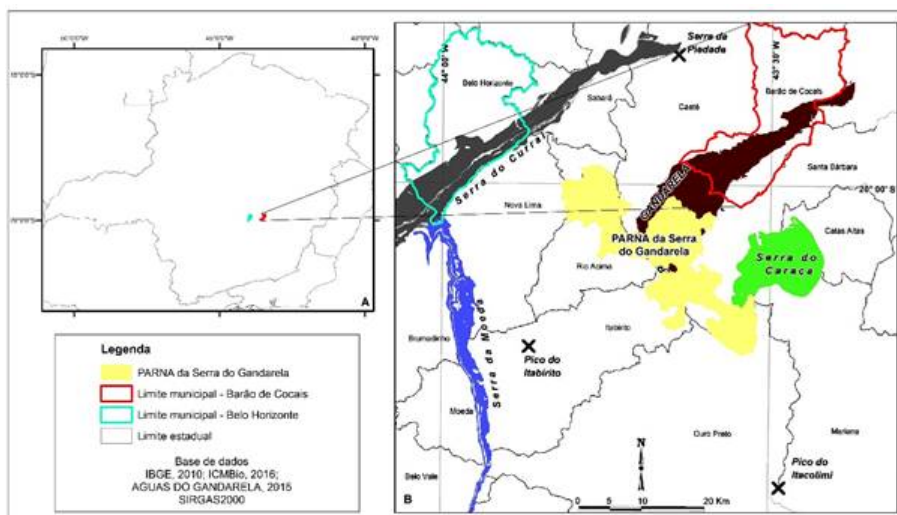 A
Legenda
PARNA da Serra do Gandarela
Limite municipal - Barão de Cocais
Limite municipal - Belo Horizonte
Limite estadual
Base de dados
IBGE, 2010; ICMBio, 2016;
AGUAS DO GANDARELA, 2015
SIRGAS2000
Serra da
Piedade
44° 00'
43° 30'
Belo Horizonte
Barão de Cocais
Sabará
Caeté
Serra do Curral
Santa Bárbara
20° 00' S
GANDARELA
Nova Lima
PARNA da Serra
do Gandarela
Catas Altas
Serra do
Caraça
Rio Acima
Serra da Moeda
Itabirito
Brumadinho
Pico do
Itabirito
Moeda
Ouro Preto
Mariana
Belo Vale
N
Pico do
Itacolimi
B
0
5
10
20 Km